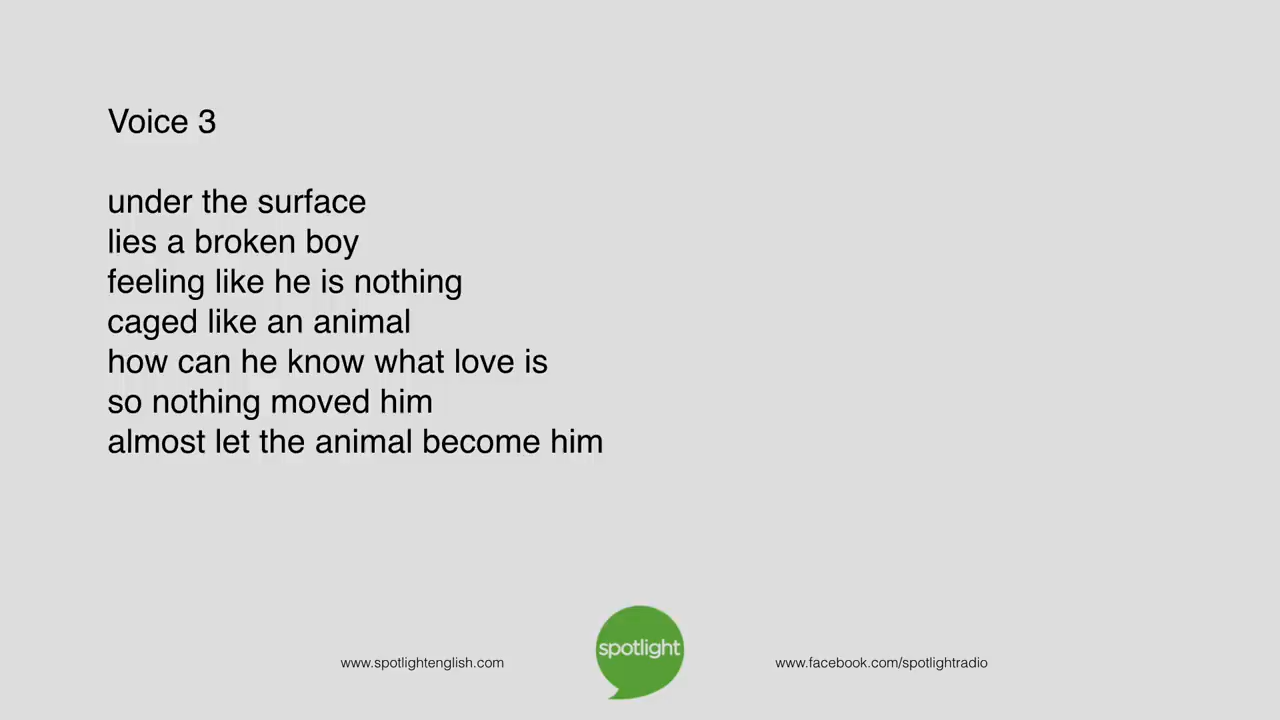 Voice 3
under the surface
lies a broken boy
feeling like he is nothing
caged like an animal
how can he know what love is
so nothing moved him
almost let the animal become him
www.spotlightenglish.com
spotlight
www.facebook.com/spotlightradio